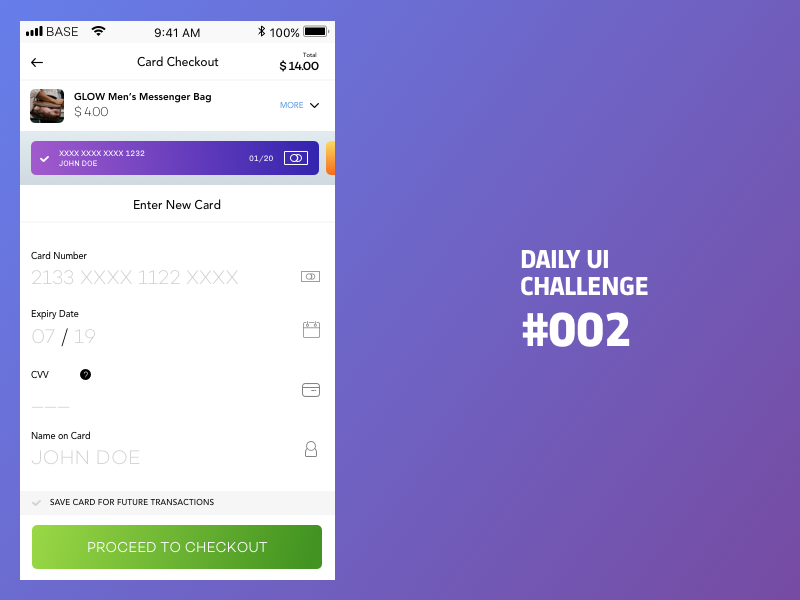 BASE 9:41 AM 100%
Total
Card Checkout $ 14.00
GLOW Men's Messenger Bag
$ 4.00
MORE
XXXX XXXX XXXX 1232
JOHN DOE
01/20
Enter New Card
Card Number
2133 XXXX 1122 XXXX
Expiry Date
07 / 19
CVV ?
___
Name on Card
JOHN DOE
SAVE CARD FOR FUTURE TRANSACTIONS
PROCEED TO CHECKOUT
DAILY UI
CHALLENGE
#002